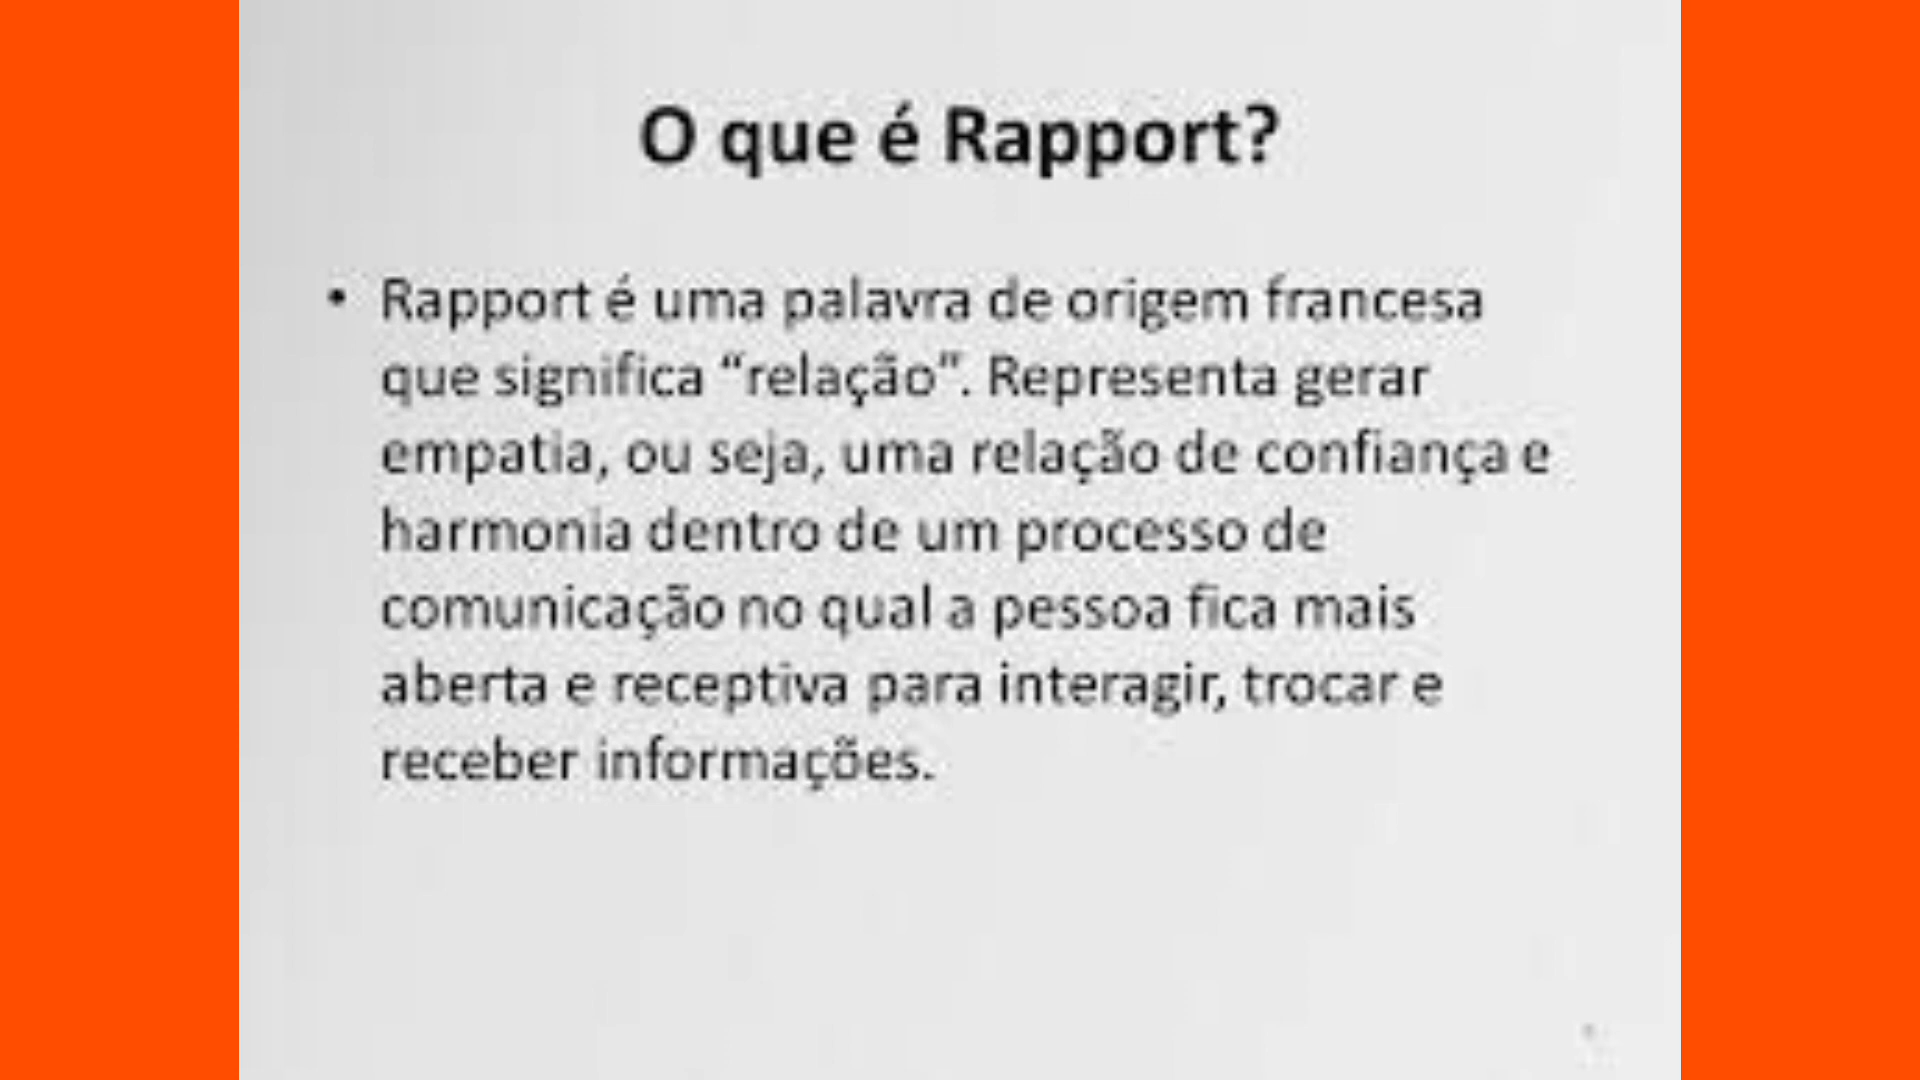 O que é Rapport?
• Rapport é uma palavra de origem francesa
que significa “relação”. Representa gerar
empatia, ou seja, uma relação de confiança e
harmonia dentro de um processo de
comunicação no qual a pessoa fica mais
aberta e receptiva para interagir, trocar e
receber informações.